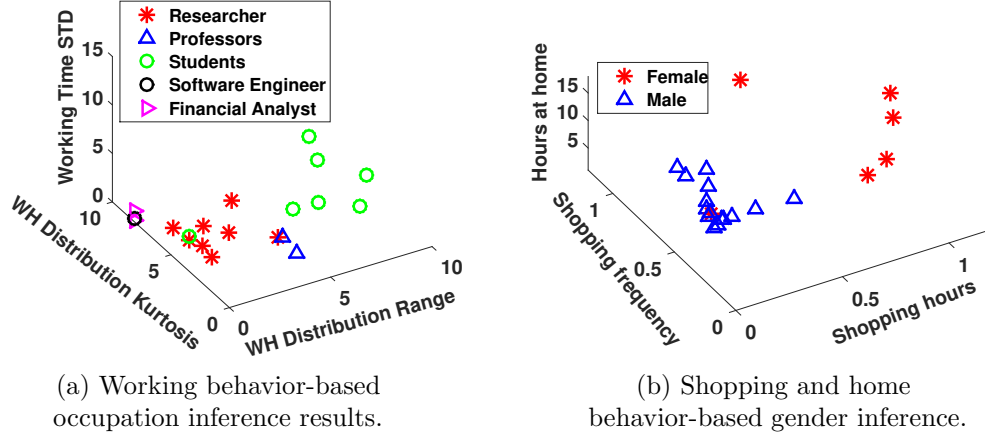 Researcher
Professors
Students
Software Engineer
Financial Analyst
15
10
5
0
Working Time STD
10
5
0
WH Distribution Kurtosis
0
5
10
WH Distribution Range
Female
Male
15
10
5
Hours at home
1
0.5
0
Shopping frequency
0
0.5
1
Shopping hours
(a) Working behavior-based
occupation inference results.
(b) Shopping and home
behavior-based gender inference.